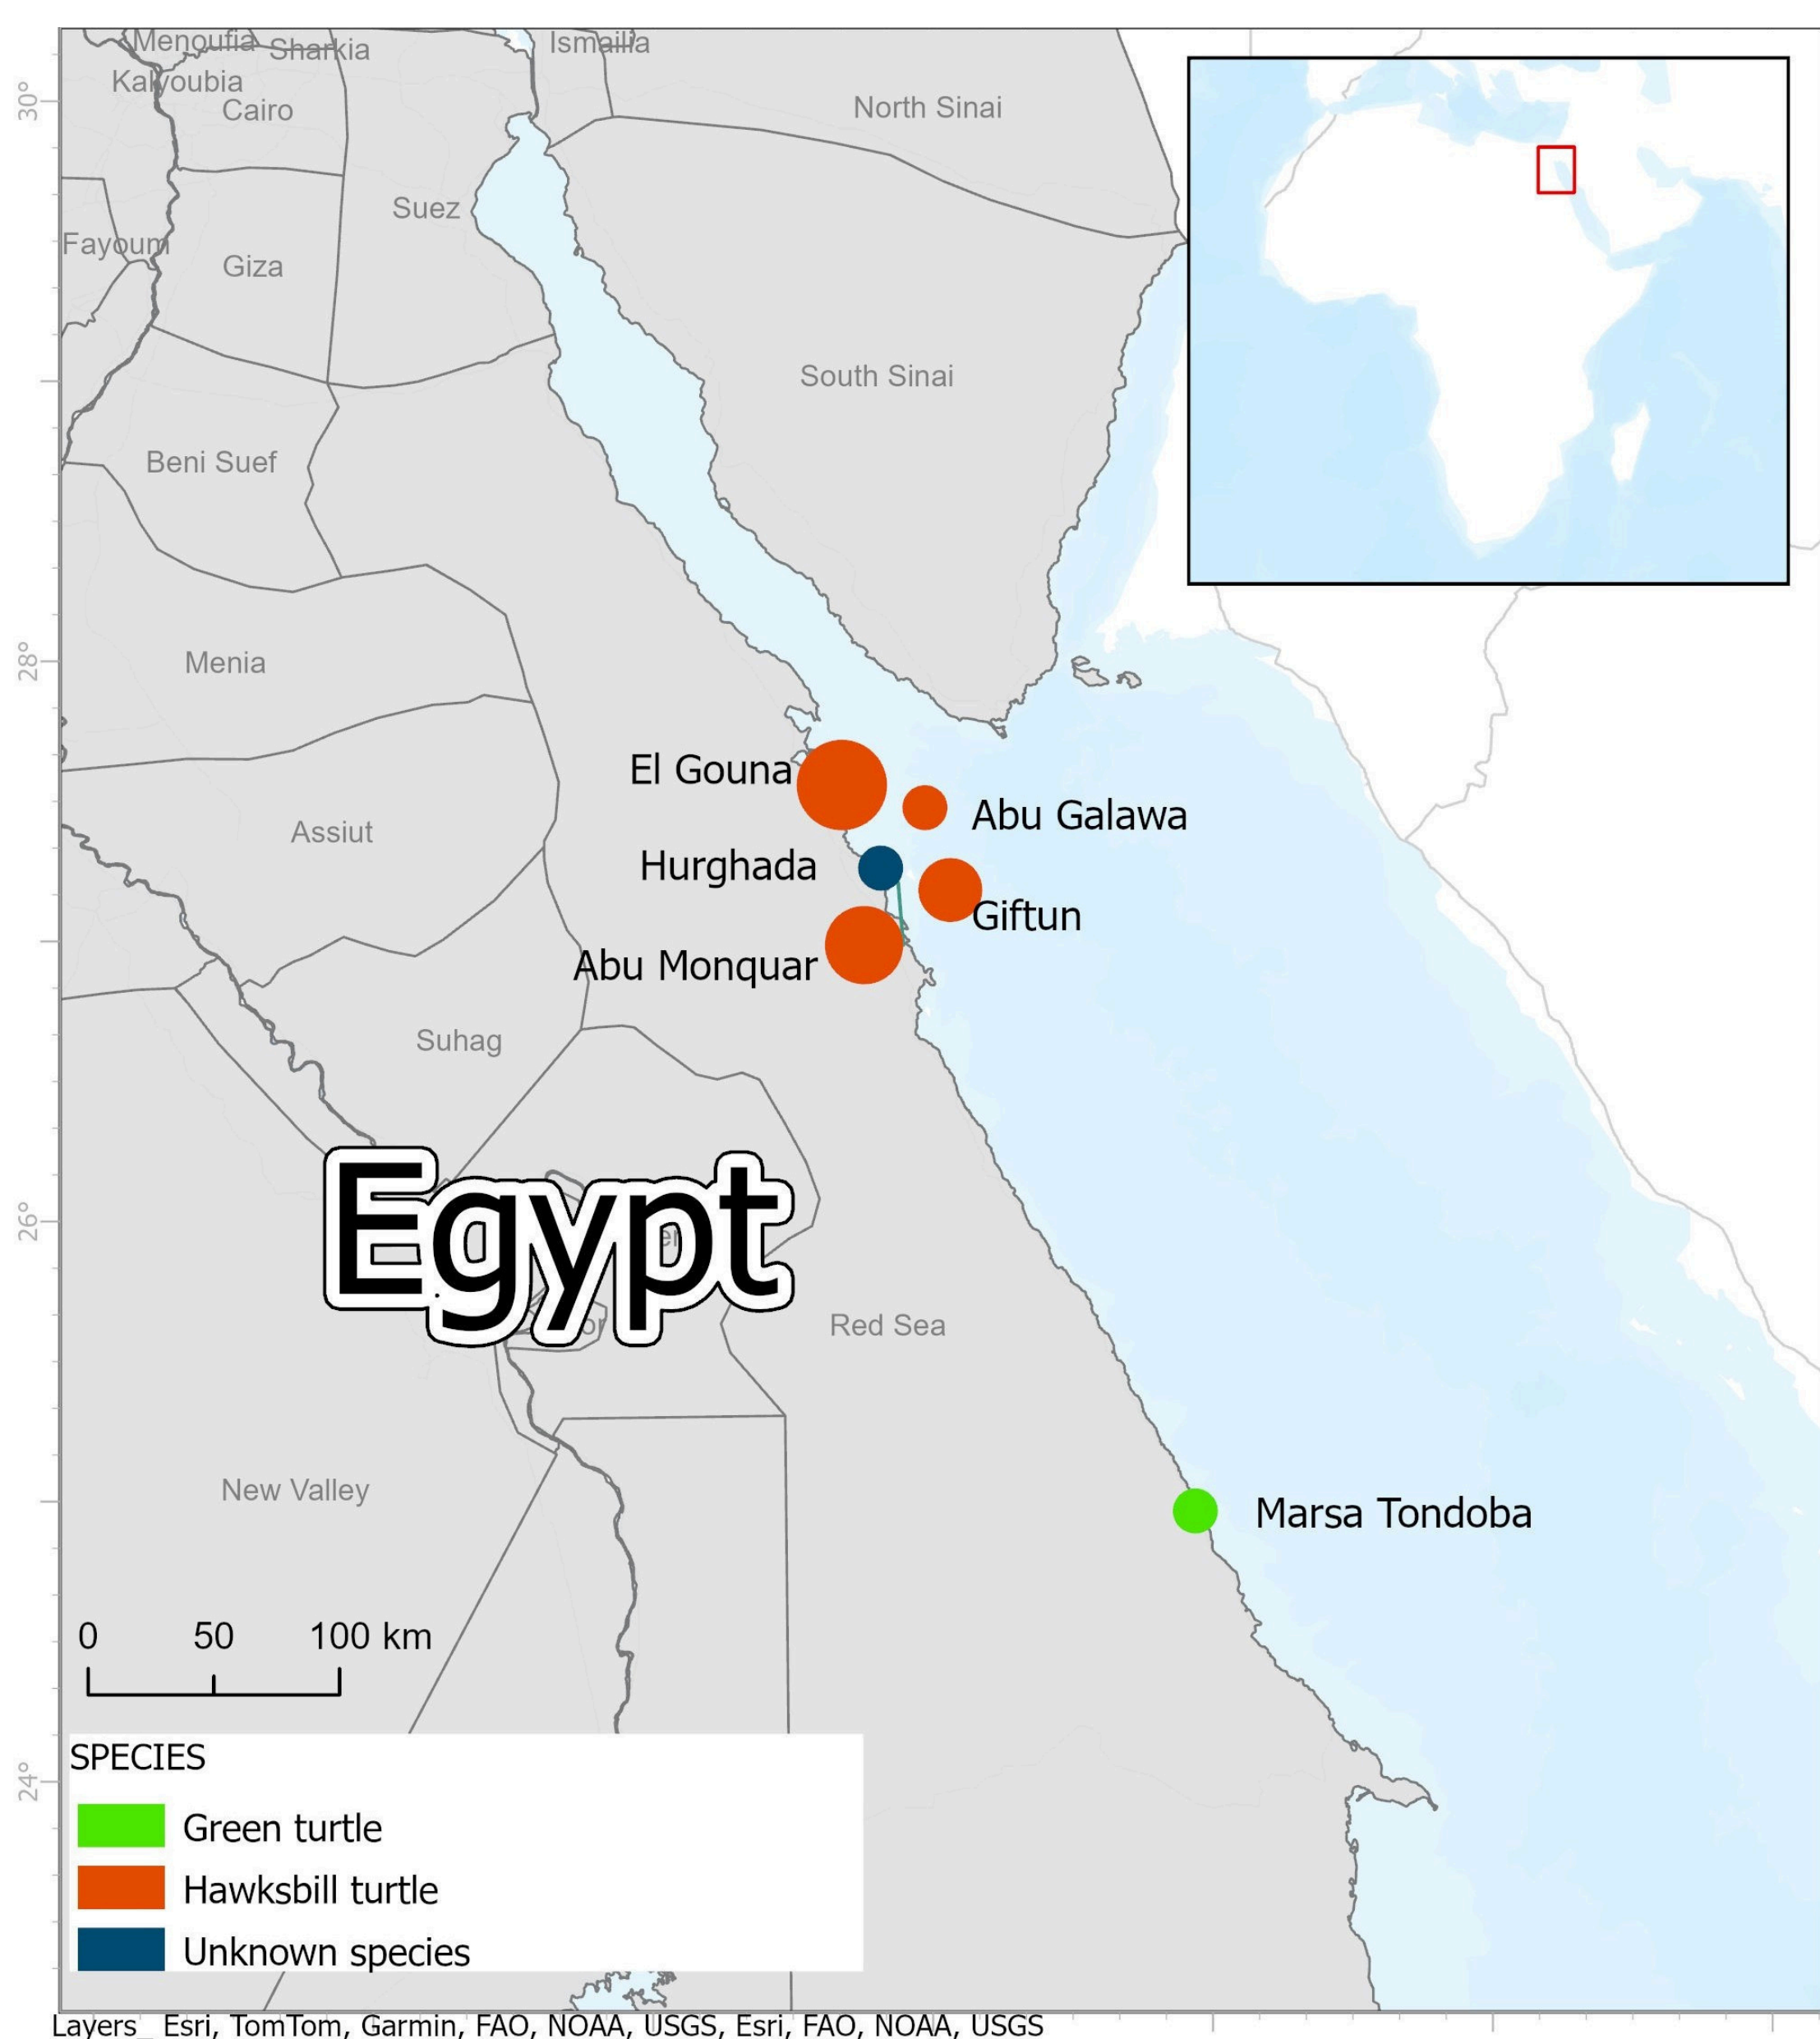 Menoufia
Sharkia
Ismailia
Kalyoubia
Cairo
North Sinai
30°
Suez
Fayoum
Giza
South Sinai
Beni Suef
28°
Menia
El Gouna
Abu Galawa
Assiut
Hurghada
Giftun
Abu Monquar
Suhag
26°
Egypt
Red Sea
New Valley
Marsa Tondoba
0 50 100 km
24°
SPECIES
Green turtle
Hawksbill turtle
Unknown species
Layers_ Esri, TomTom, Garmin, FAO, NOAA, USGS, Esri, FAO, NOAA, USGS